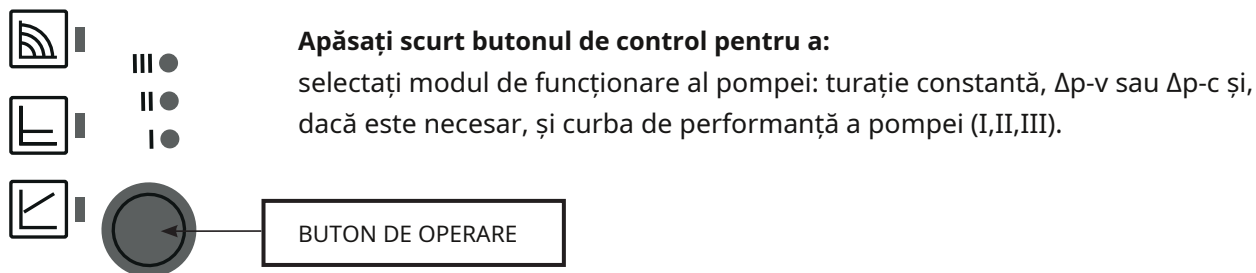 Apăsați scurt butonul de control pentru a:
selectați modul de funcționare al pompei: turație constantă, Δp-v sau Δp-c și,
dacă este necesar, și curba de performanță a pompei (I,II,III).
III
II
I
BUTON DE OPERARE